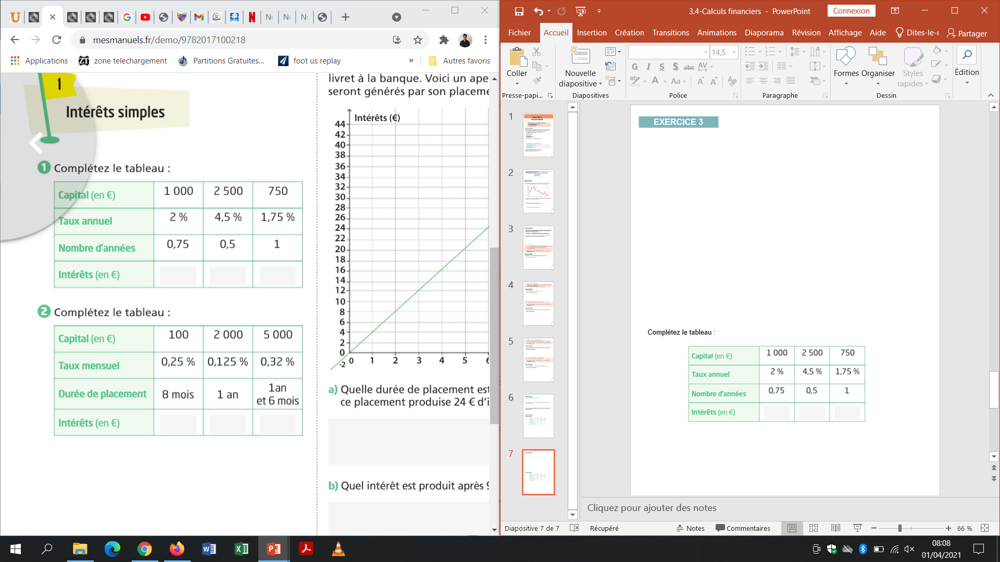 mesmanuels.fr/demo/9782017100218
Applications
zone telechargement
Partitions Gratuites...
foot us replay
»
Autres favoris
1
Intérêts simples
1 Complétez le tableau :
Capital (en €) 1 000 2 500 750
Taux annuel 2 % 4,5 % 1,75 %
Nombre d'années 0,75 0,5 1
Intérêts (en €)
2 Complétez le tableau :
Capital (en €) 100 2 000 5 000
Taux mensuel 0,25 % 0,125 % 0,32 %
Durée de placement 8 mois 1 an 1an et 6 mois
Intérêts (en €)
livret à la banque. Voici un ape
seront générés par son placeme
Intérêts (€)
44
42
40
38
36
34
32
30
28
26
24
22
20
18
16
14
12
10
8
6
4
2
0
-2
0 1 2 3 4 5 6
a) Quelle durée de placement est
ce placement produise 24 € d'i
b) Quel intérêt est produit après 9
3.4-Calculs financiers - PowerPoint
Connexion
Fichier Accueil Insertion Création Transitions Animations Diaporama Révision Affichage Aide Dites-le-r Partager
Coller
Nouvelle
diapositive
14,5
G I S S abc AV
A Aa A A
Formes Organiser Styles
rapides
Édition
Presse-papi... Diapositives Police Paragraphe Dessin
1
2
3
4
5
6
7
EXERCICE 3
Complétez le tableau :
Capital (en €) 1 000 2 500 750
Taux annuel 2 % 4,5 % 1,75 %
Nombre d'années 0,75 0,5 1
Intérêts (en €)
Cliquez pour ajouter des notes
Diapositive 7 de 7 Récupéré Notes Commentaires 66 %
08:08
01/04/2021